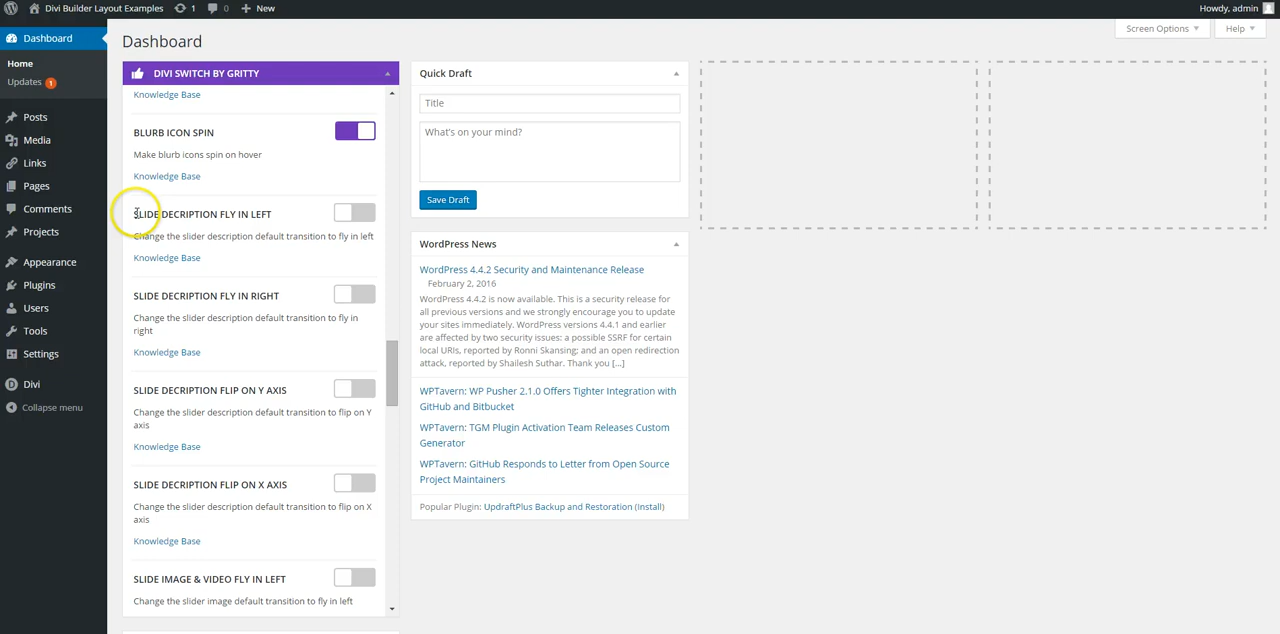 Divi Builder Layout Examples 1 0 New
Howdy, admin
Dashboard
Home
Updates 1
Posts
Media
Links
Pages
Comments
Projects
Appearance
Plugins
Users
Tools
Settings
Divi
Collapse menu
Dashboard
Screen Options
Help
DIVI SWITCH BY GRITTY
Knowledge Base
BLURB ICON SPIN
Make blurb icons spin on hover
Knowledge Base
SLIDE DECRIPTION FLY IN LEFT
Change the slider description default transition to fly in left
Knowledge Base
SLIDE DECRIPTION FLY IN RIGHT
Change the slider description default transition to fly in
right
Knowledge Base
SLIDE DECRIPTION FLIP ON Y AXIS
Change the slider description default transition to flip on Y
axis
Knowledge Base
SLIDE DECRIPTION FLIP ON X AXIS
Change the slider description default transition to flip on X
axis
Knowledge Base
SLIDE IMAGE & VIDEO FLY IN LEFT
Change the slider image default transition to fly in left
Quick Draft
Title
What's on your mind?
Save Draft
WordPress News
WordPress 4.4.2 Security and Maintenance Release
February 2, 2016
WordPress 4.4.2 is now available. This is a security release for
all previous versions and we strongly encourage you to update
your sites immediately. WordPress versions 4.4.1 and earlier
are affected by two security issues: a possible SSRF for certain
local URIs, reported by Ronni Skansing; and an open redirection
attack, reported by Shailesh Suthar. Thank you [...]
WPTavern: WP Pusher 2.1.0 Offers Tighter Integration with
GitHub and Bitbucket
WPTavern: TGM Plugin Activation Team Releases Custom
Generator
WPTavern: GitHub Responds to Letter from Open Source
Project Maintainers
Popular Plugin: UpdraftPlus Backup and Restoration (Install)